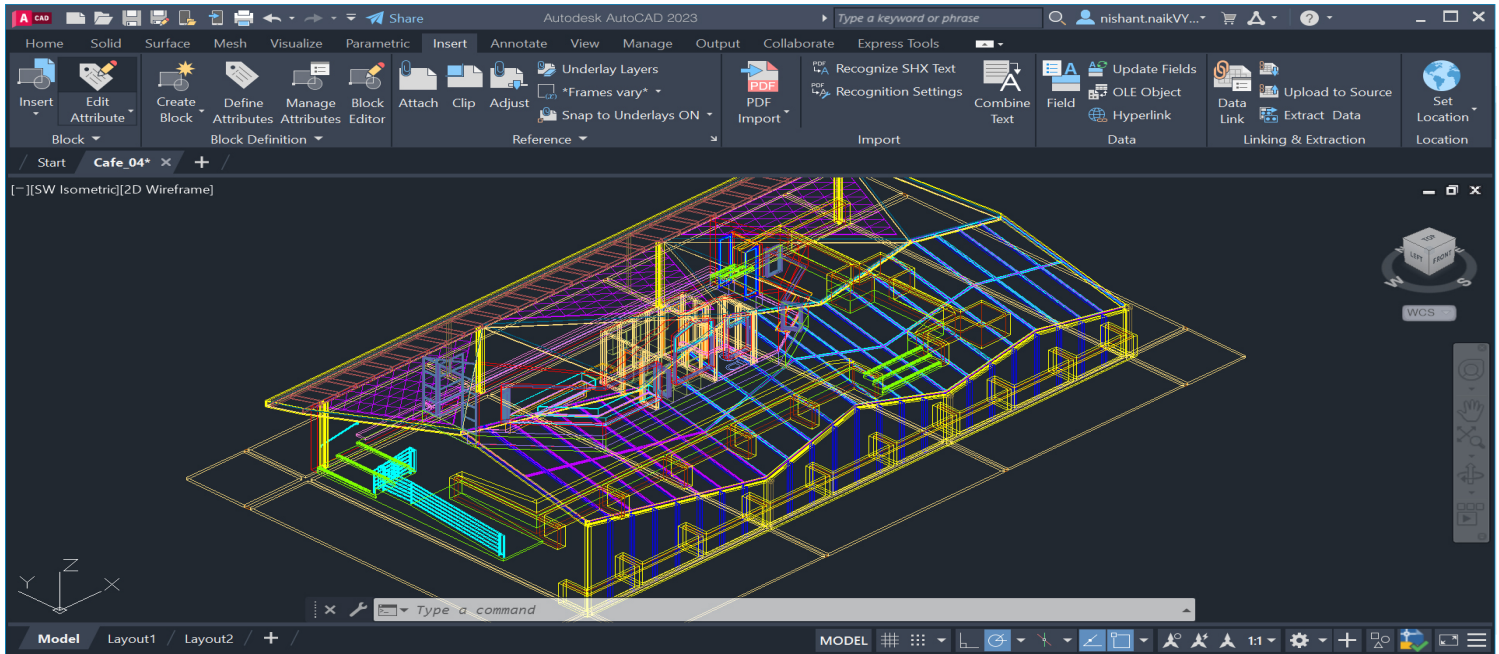 A CAD Share Autodesk AutoCAD 2023 Type a keyword or phrase nishant.naikVY...
Home Solid Surface Mesh Visualize Parametric Insert Annotate View Manage Output Collaborate Express Tools
Insert
Edit
Attribute
Block
Create
Block
Define
Attributes
Manage
Attributes
Block
Editor
Block Definition
Attach
Clip
Adjust
Underlay Layers
*Frames vary*
Snap to Underlays ON
Reference
PDF
PDF
Import
PDF
A
Recognize SHX Text
PDF
Recognition Settings
Combine
Text
Import
Field
Update Fields
OLE Object
Hyperlink
Data
Data
Link
Upload to Source
Extract Data
Linking & Extraction
Set
Location
Location
Start Cafe_04*
[−][SW Isometric][2D Wireframe]
TOP
LEFT FRONT
W S
WCS
Z
Y X
Type a command
Model Layout1 Layout2 MODEL 1:1